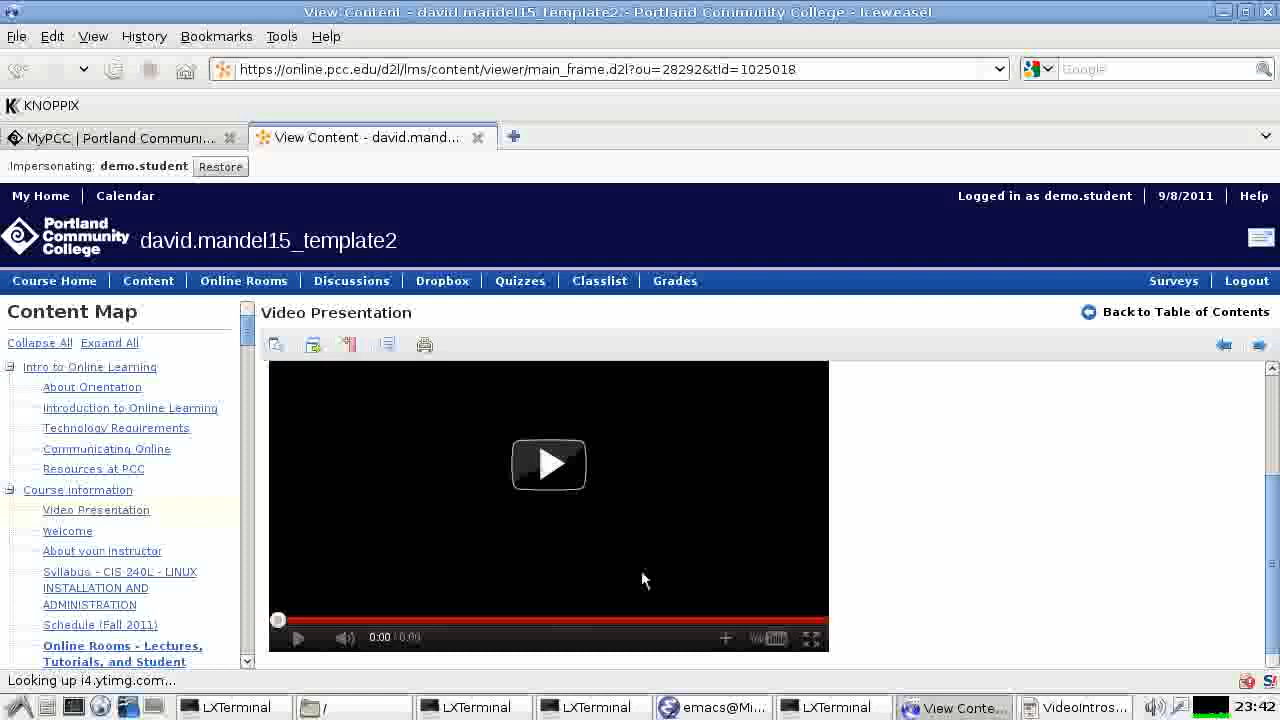 View Content - david.mandel15_template2 - Portland Community College - Iceweasel
File Edit View History Bookmarks Tools Help
https://online.pcc.edu/d2l/lms/content/viewer/main_frame.d2l?ou=28292&tId=1025018
Google
KNOPPIX
MyPCC | Portland Communi...
View Content - david.mand...
Impersonating: demo.student Restore
My Home Calendar
Logged in as demo.student 9/8/2011 Help
Portland
Community
College
david.mandel15_template2
Course Home Content Online Rooms Discussions Dropbox Quizzes Classlist Grades
Surveys Logout
Content Map
Collapse All Expand All
Intro to Online Learning
About Orientation
Introduction to Online Learning
Technology Requirements
Communicating Online
Resources at PCC
Course Information
Video Presentation
Welcome
About your instructor
Syllabus - CIS 240L - LINUX
INSTALLATION AND
ADMINISTRATION
Schedule (Fall 2011)
Online Rooms - Lectures,
Tutorials, and Student
Video Presentation
Back to Table of Contents
0:00 / 0:00
You Tube
Looking up i4.ytimg.com...
LXTerminal
/
LXTerminal
LXTerminal
emacs@Mi...
LXTerminal
View Conte...
VideoIntros...
23:42